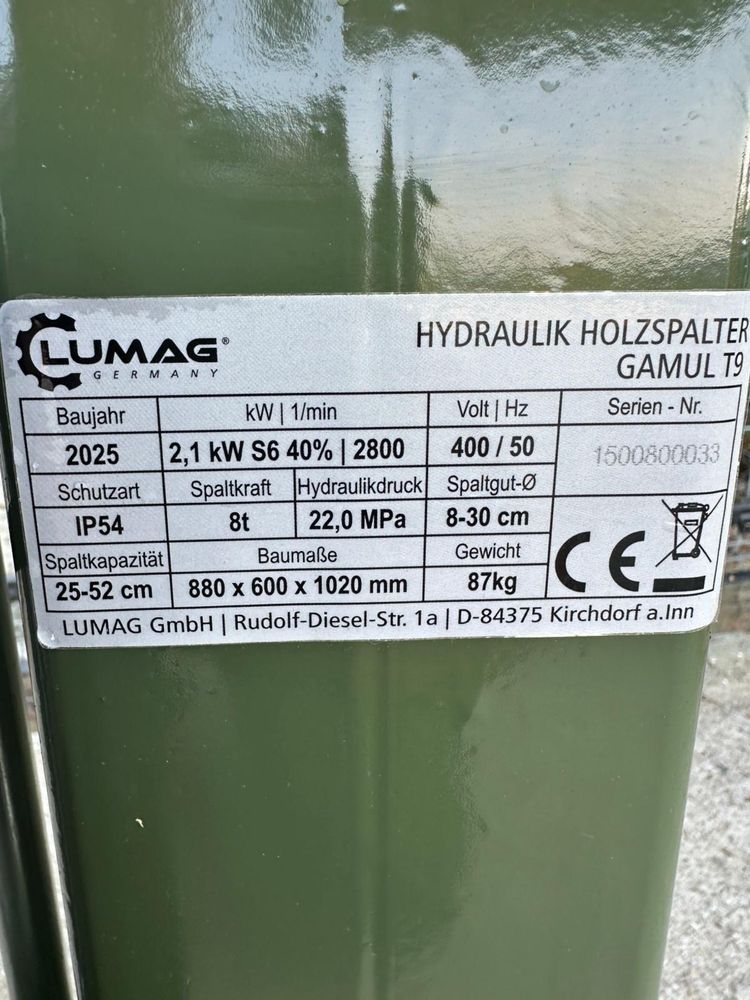 LUMAG®
GERMANY
HYDRAULIK HOLZSPALTER
GAMUL T9
Baujahr kW | 1/min Volt | Hz Serien - Nr.
2025 2,1 kW S6 40% | 2800 400 / 50 1500800033
Schutzart Spaltkraft Hydraulikdruck Spaltgut-Ø
IP54 8t 22,0 MPa 8-30 cm
Spaltkapazität Baumaße Gewicht
25-52 cm 880 x 600 x 1020 mm 87kg CE
LUMAG GmbH | Rudolf-Diesel-Str. 1a | D-84375 Kirchdorf a.Inn